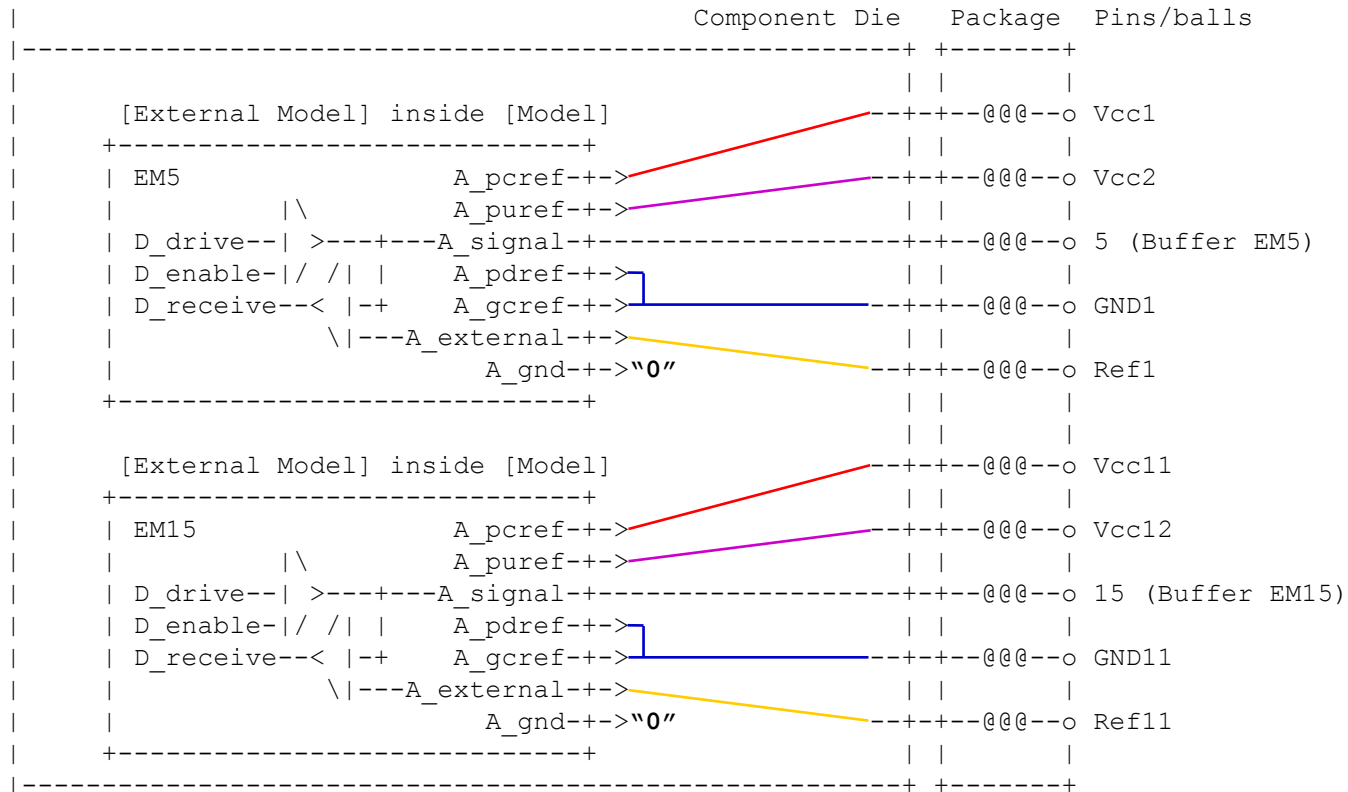 |                                          Component Die   Package  Pins/balls
|-------------------------------------------------------+ +-------+
|                                                       | |       |
|      [External Model] inside [Model]                --+-+--@@@--o Vcc1
|     +-----------------------------+                   | |       |
|     | EM5                 A_pcref-+->               --+-+--@@@--o Vcc2
|     |          |\         A_puref-+->                 | |       |
|     | D_drive--| >---+---A_signal-+-------------------+-+--@@@--o 5 (Buffer EM5)
|     | D_enable-|/ /| |    A_pdref-+->                 | |       |
|     | D_receive--< |-+    A_gcref-+->               --+-+--@@@--o GND1
|     |             \|---A_external-+->                 | |       |
|     |                       A_gnd-+->“0”            --+-+--@@@--o Ref1
|     +-----------------------------+                   | |       |
|                                                       | |       |
|      [External Model] inside [Model]                --+-+--@@@--o Vcc11
|     +-----------------------------+                   | |       |
|     | EM15                A_pcref-+->               --+-+--@@@--o Vcc12
|     |          |\         A_puref-+->                 | |       |
|     | D_drive--| >---+---A_signal-+-------------------+-+--@@@--o 15 (Buffer EM15)
|     | D_enable-|/ /| |    A_pdref-+->                 | |       |
|     | D_receive--< |-+    A_gcref-+->               --+-+--@@@--o GND11
|     |             \|---A_external-+->                 | |       |
|     |                       A_gnd-+->“0”            --+-+--@@@--o Ref11
|     +-----------------------------+                   | |       |
|-------------------------------------------------------+ +-------+